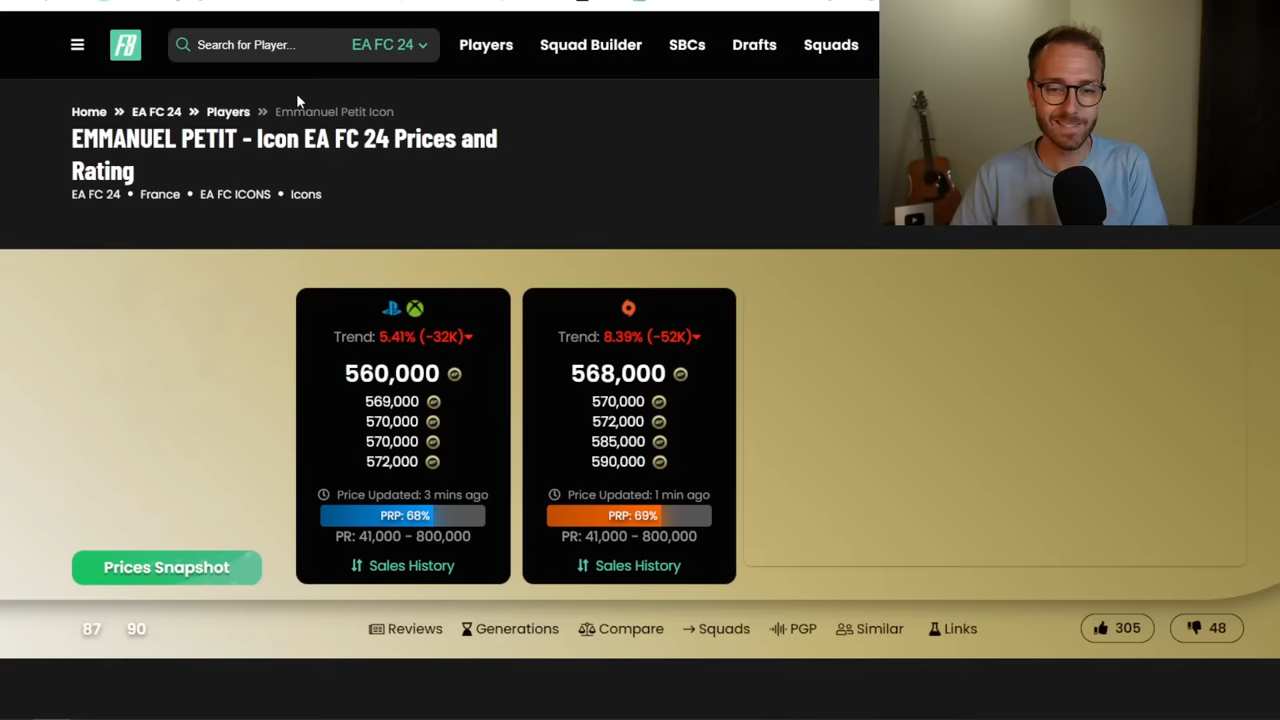 FB
Search for Player...
EA FC 24
Players
Squad Builder
SBCs
Drafts
Squads
Home » EA FC 24 » Players » Emmanuel Petit Icon
EMMANUEL PETIT - Icon EA FC 24 Prices and
Rating
EA FC 24 • France • EA FC ICONS • Icons
Trend: 5.41% (-32K)
560,000
569,000
570,000
570,000
572,000
Price Updated: 3 mins ago
PRP: 68%
PR: 41,000 - 800,000
Sales History
Trend: 8.39% (-52K)
568,000
570,000
572,000
585,000
590,000
Price Updated: 1 min ago
PRP: 69%
PR: 41,000 - 800,000
Sales History
Prices Snapshot
87 90
Reviews
Generations
Compare
Squads
PGP
Similar
Links
305
48